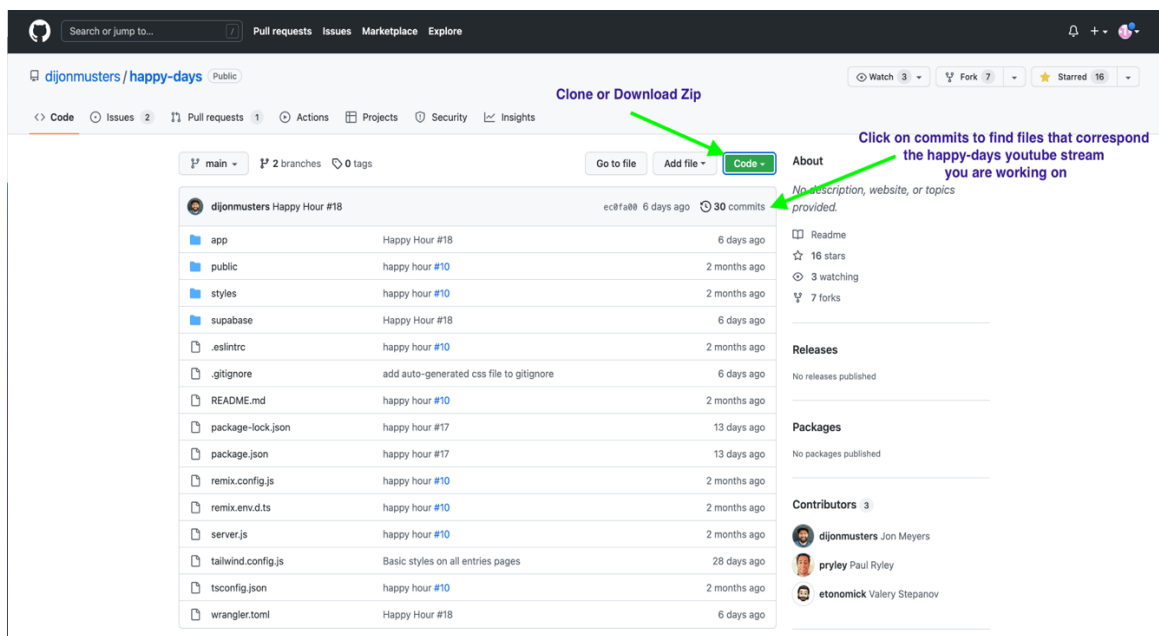 Search or jump to... /
Pull requests Issues Marketplace Explore
dijonmusters / happy-days Public
Watch 3 Fork 7 Starred 16
Clone or Download Zip
<> Code Issues 2 Pull requests 1 Actions Projects Security Insights
Click on commits to find files that correspond
the happy-days youtube stream
you are working on
main 2 branches 0 tags Go to file Add file Code
About
No description, website, or topics
provided.
dijonmusters Happy Hour #18 ec0fa00 6 days ago 30 commits
app Happy Hour #18 6 days ago
public happy hour #10 2 months ago
styles happy hour #10 2 months ago
supabase Happy Hour #18 6 days ago
.eslintrc happy hour #10 2 months ago
.gitignore add auto-generated css file to gitignore 6 days ago
README.md happy hour #10 2 months ago
package-lock.json happy hour #17 13 days ago
package.json happy hour #17 13 days ago
remix.config.js happy hour #10 2 months ago
remix.env.d.ts happy hour #10 2 months ago
server.js happy hour #10 2 months ago
tailwind.config.js Basic styles on all entries pages 28 days ago
tsconfig.json happy hour #10 2 months ago
wrangler.toml Happy Hour #18 6 days ago
Readme
16 stars
3 watching
7 forks
Releases
No releases published
Packages
No packages published
Contributors 3
dijonmusters Jon Meyers
pryley Paul Ryley
etonomick Valery Stepanov